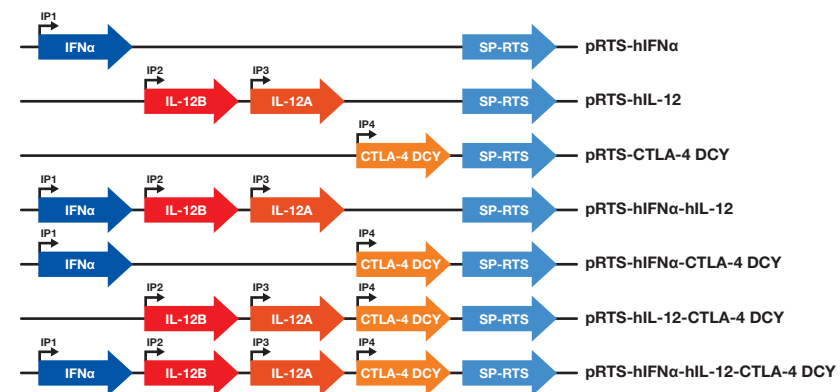 IP1
IFNα SP-RTS pRTS-hIFNα
IP2 IP3
IL-12B IL-12A SP-RTS pRTS-hIL-12
IP4
CTLA-4 DCY SP-RTS pRTS-CTLA-4 DCY
IP1 IP2 IP3
IFNα IL-12B IL-12A SP-RTS pRTS-hIFNα-hIL-12
IP1 IP4
IFNα CTLA-4 DCY SP-RTS pRTS-hIFNα-CTLA-4 DCY
IP2 IP3 IP4
IL-12B IL-12A CTLA-4 DCY SP-RTS pRTS-hIL-12-CTLA-4 DCY
IP1 IP2 IP3 IP4
IFNα IL-12B IL-12A CTLA-4 DCY SP-RTS pRTS-hIFNα-hIL-12-CTLA-4 DCY